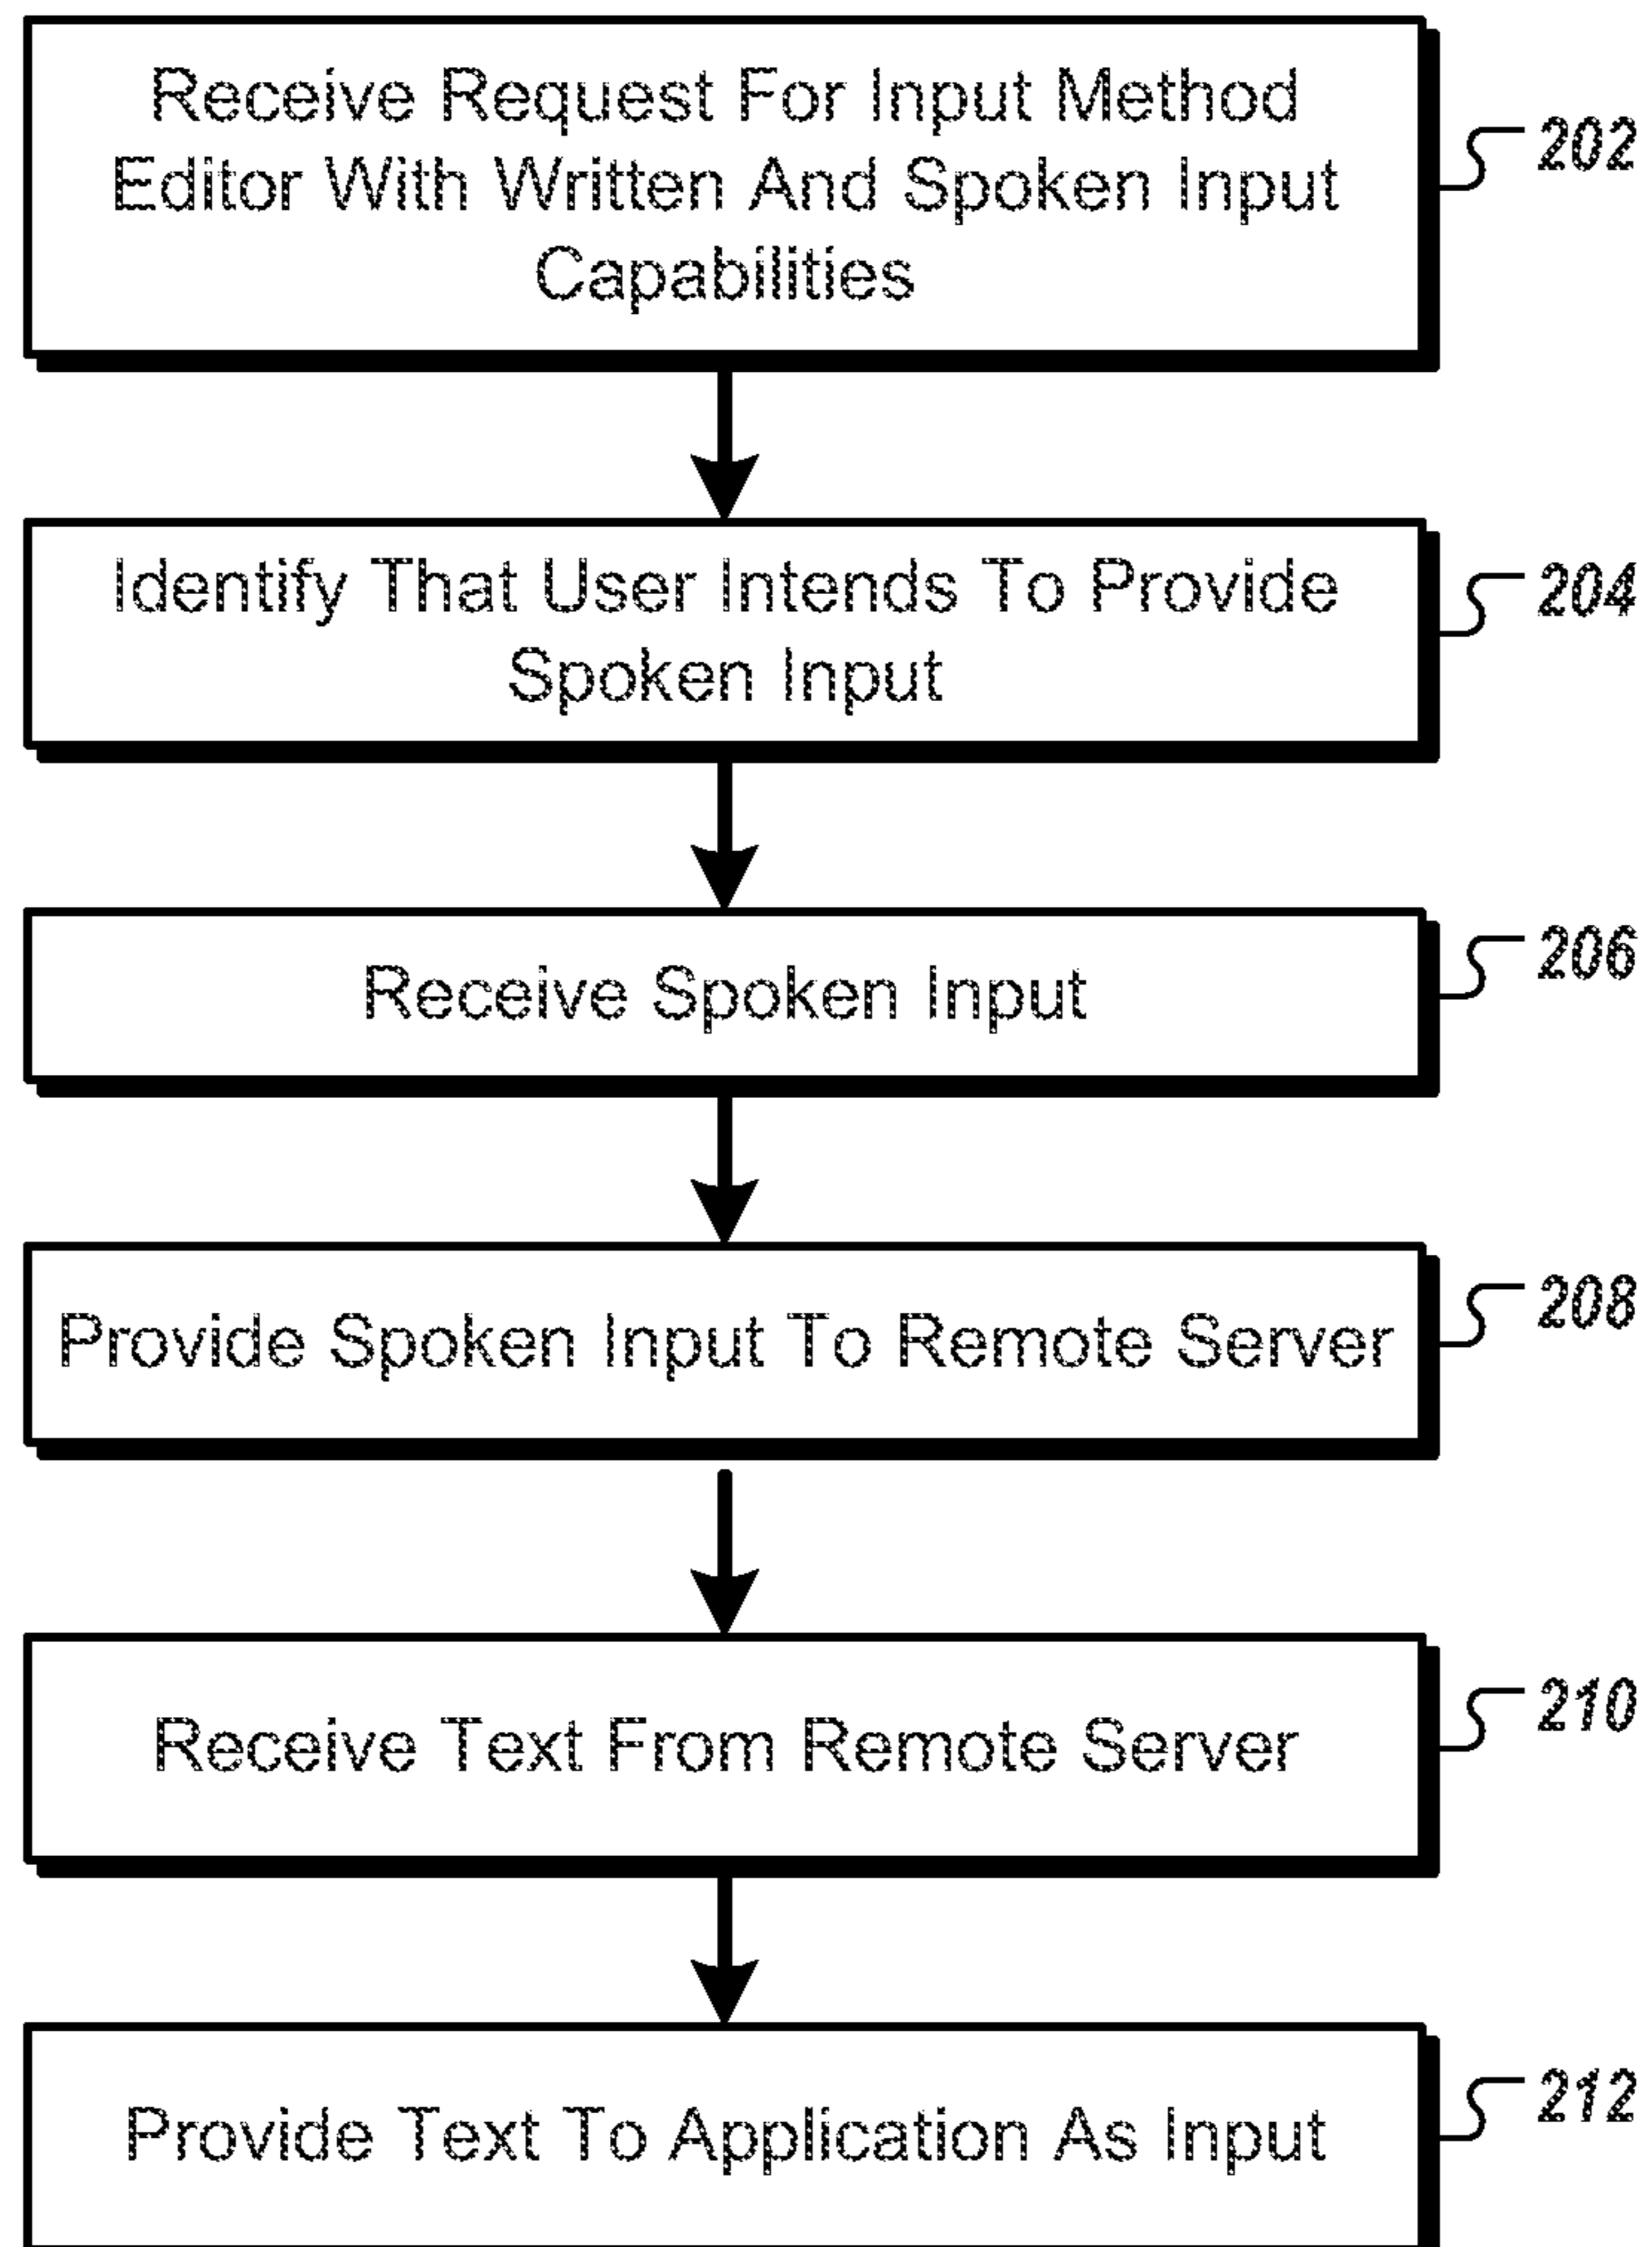 Receive Request For Input Method
Editor With Written And Spoken Input
Capabilities
202
Identify That User Intends To Provide
Spoken Input
204
Receive Spoken Input
206
Provide Spoken Input To Remote Server
208
Receive Text From Remote Server
210
Provide Text To Application As Input
212